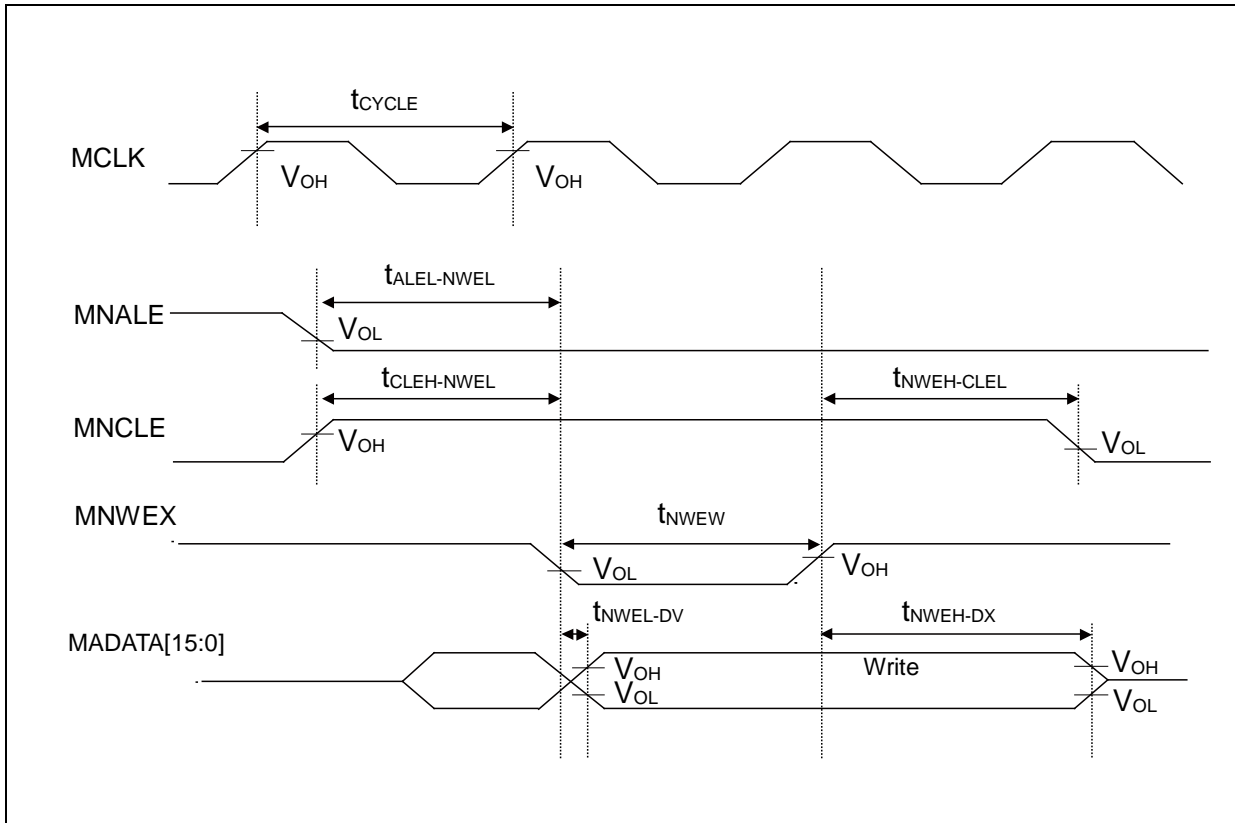 tCYCLE
MCLK
VOH VOH
tALEL-NWEL
MNALE
VOL
tCLEH-NWEL tNWEH-CLEL
MNCLE
VOH VOL
MNWEX tNWEW
VOL VOH
tNWEL-DV tNWEH-DX
MADATA[15:0]
VOH Write VOH
VOL VOL